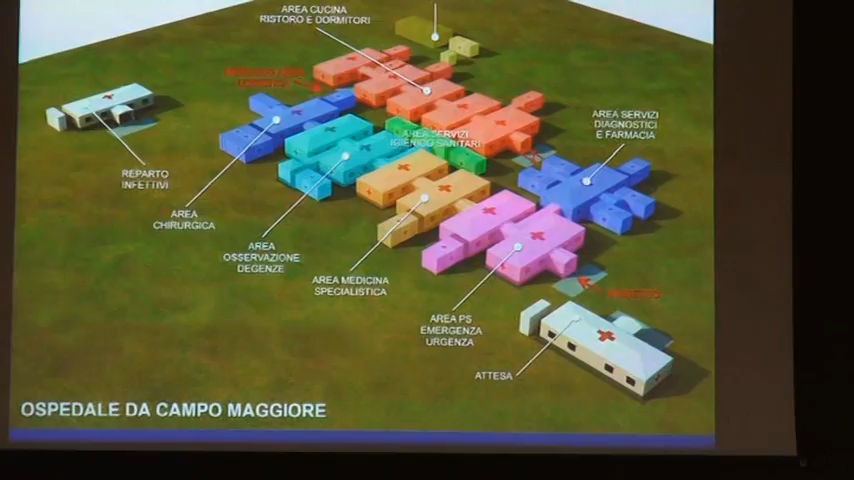 AREA CUCINA
RISTORO E DORMITORI
AREA SERVIZI
DIAGNOSTICI
E FARMACIA
AREA SERVIZI
IGIENICO SANITARI
REPARTO
INFETTIVI
AREA
CHIRURGICA
AREA
OSSERVAZIONE
DEGENZE
AREA MEDICINA
SPECIALISTICA
AREA PS
EMERGENZA
URGENZA
ATTESA
OSPEDALE DA CAMPO MAGGIORE